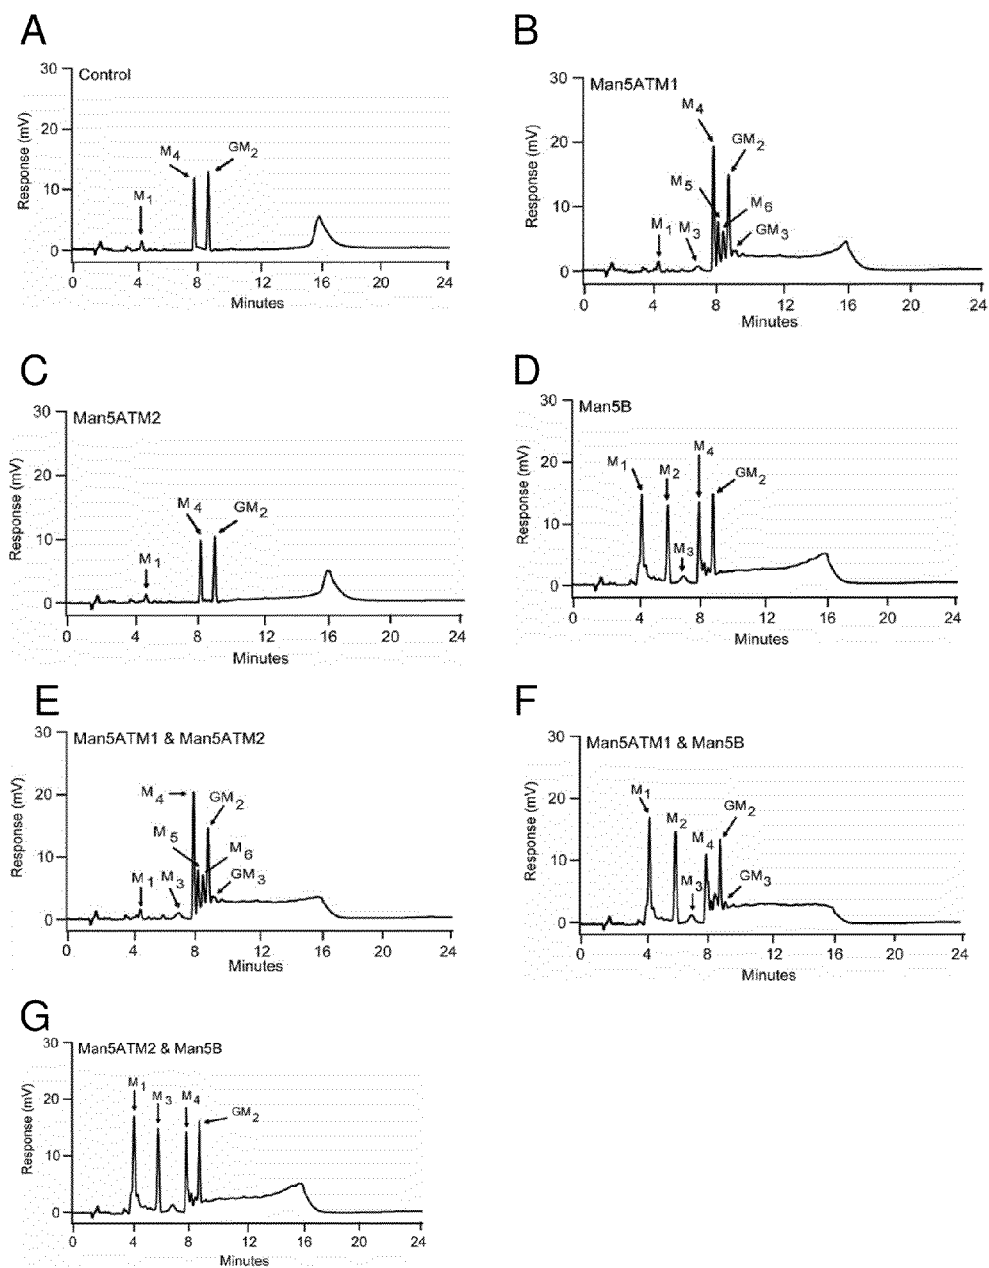 A
Control
30
20
10
0
Response (mV)
M1
M4
GM2
0 4 8 12 16 20 24
Minutes
B
Man5ATM1
30
20
10
0
Response (mV)
M4
GM2
M5
M6
M1
M3
GM3
0 4 8 12 16 20 24
Minutes
C
Man5ATM2
30
20
10
0
Response (mV)
M4
GM2
M1
0 4 8 12 16 20 24
Minutes
D
Man5B
30
20
10
0
Response (mV)
M4
M1
M2
GM2
M3
0 4 8 12 16 20 24
Minutes
E
Man5ATM1 & Man5ATM2
30
20
10
0
Response (mV)
M4
GM2
M5
M6
M1
M3
GM3
0 4 8 12 16 20 24
Minutes
F
Man5ATM1 & Man5B
30
20
10
0
Response (mV)
M1
GM2
M2
M4
M3
GM3
0 4 8 12 16 20 24
Minutes
G
Man5ATM2 & Man5B
30
20
10
0
Response (mV)
M1
M3
M4
GM2
0 4 8 12 16 20 24
Minutes